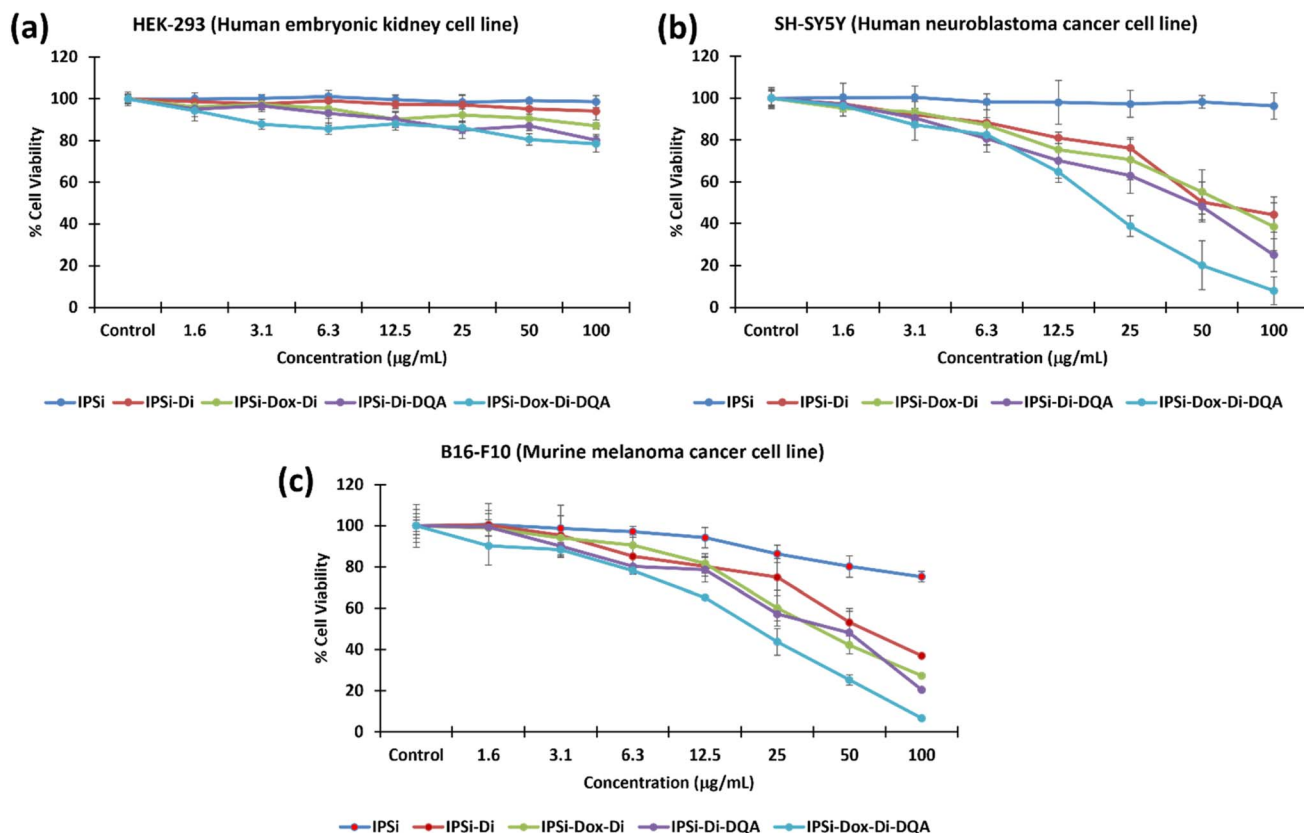 (a)
HEK-293 (Human embryonic kidney cell line)
120
100
80
60
40
20
0
% Cell Viability
Control 1.6 3.1 6.3 12.5 25 50 100
Concentration (µg/mL)
IPSi IPSi-Di IPSi-Dox-Di IPSi-Di-DQA IPSi-Dox-Di-DQA
(b)
SH-SY5Y (Human neuroblastoma cancer cell line)
120
100
80
60
40
20
0
% Cell Viability
Control 1.6 3.1 6.3 12.5 25 50 100
Concentration (µg/mL)
IPSi IPSi-Di IPSi-Dox-Di IPSi-Di-DQA IPSi-Dox-Di-DQA
(c)
B16-F10 (Murine melanoma cancer cell line)
120
100
80
60
40
20
0
% Cell Viability
Control 1.6 3.1 6.3 12.5 25 50 100
Concentration (µg/mL)
IPSi IPSi-Di IPSi-Dox-Di IPSi-Di-DQA IPSi-Dox-Di-DQA